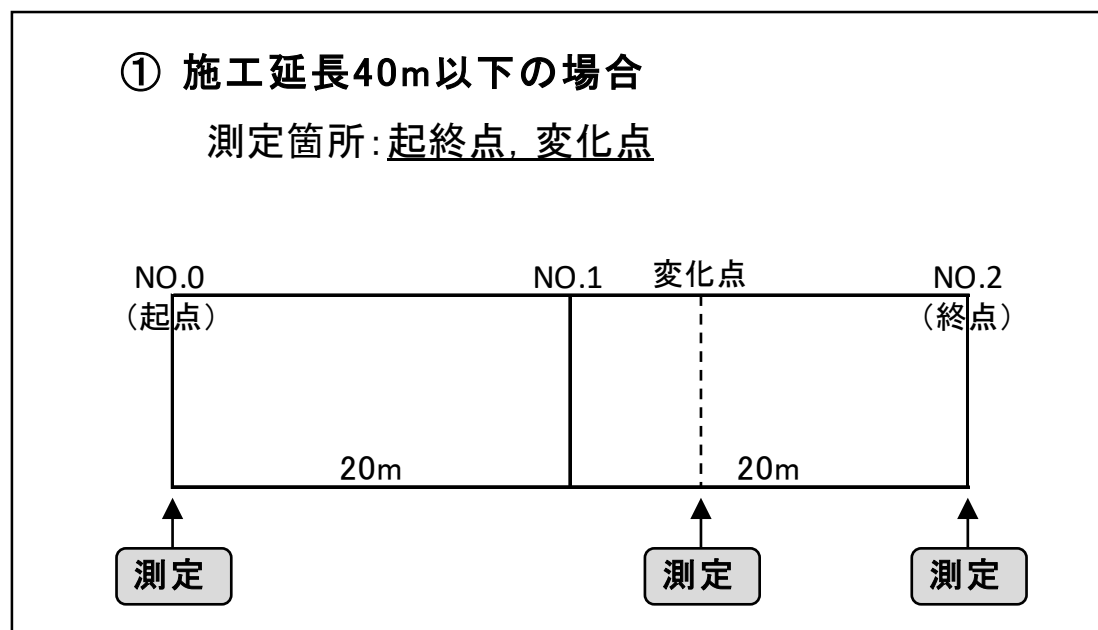 ① 施工延長40m以下の場合
測定箇所:起終点, 変化点
NO.0 NO.1 変化点 NO.2
(起点) (終点)
20m 20m
測定 測定 測定